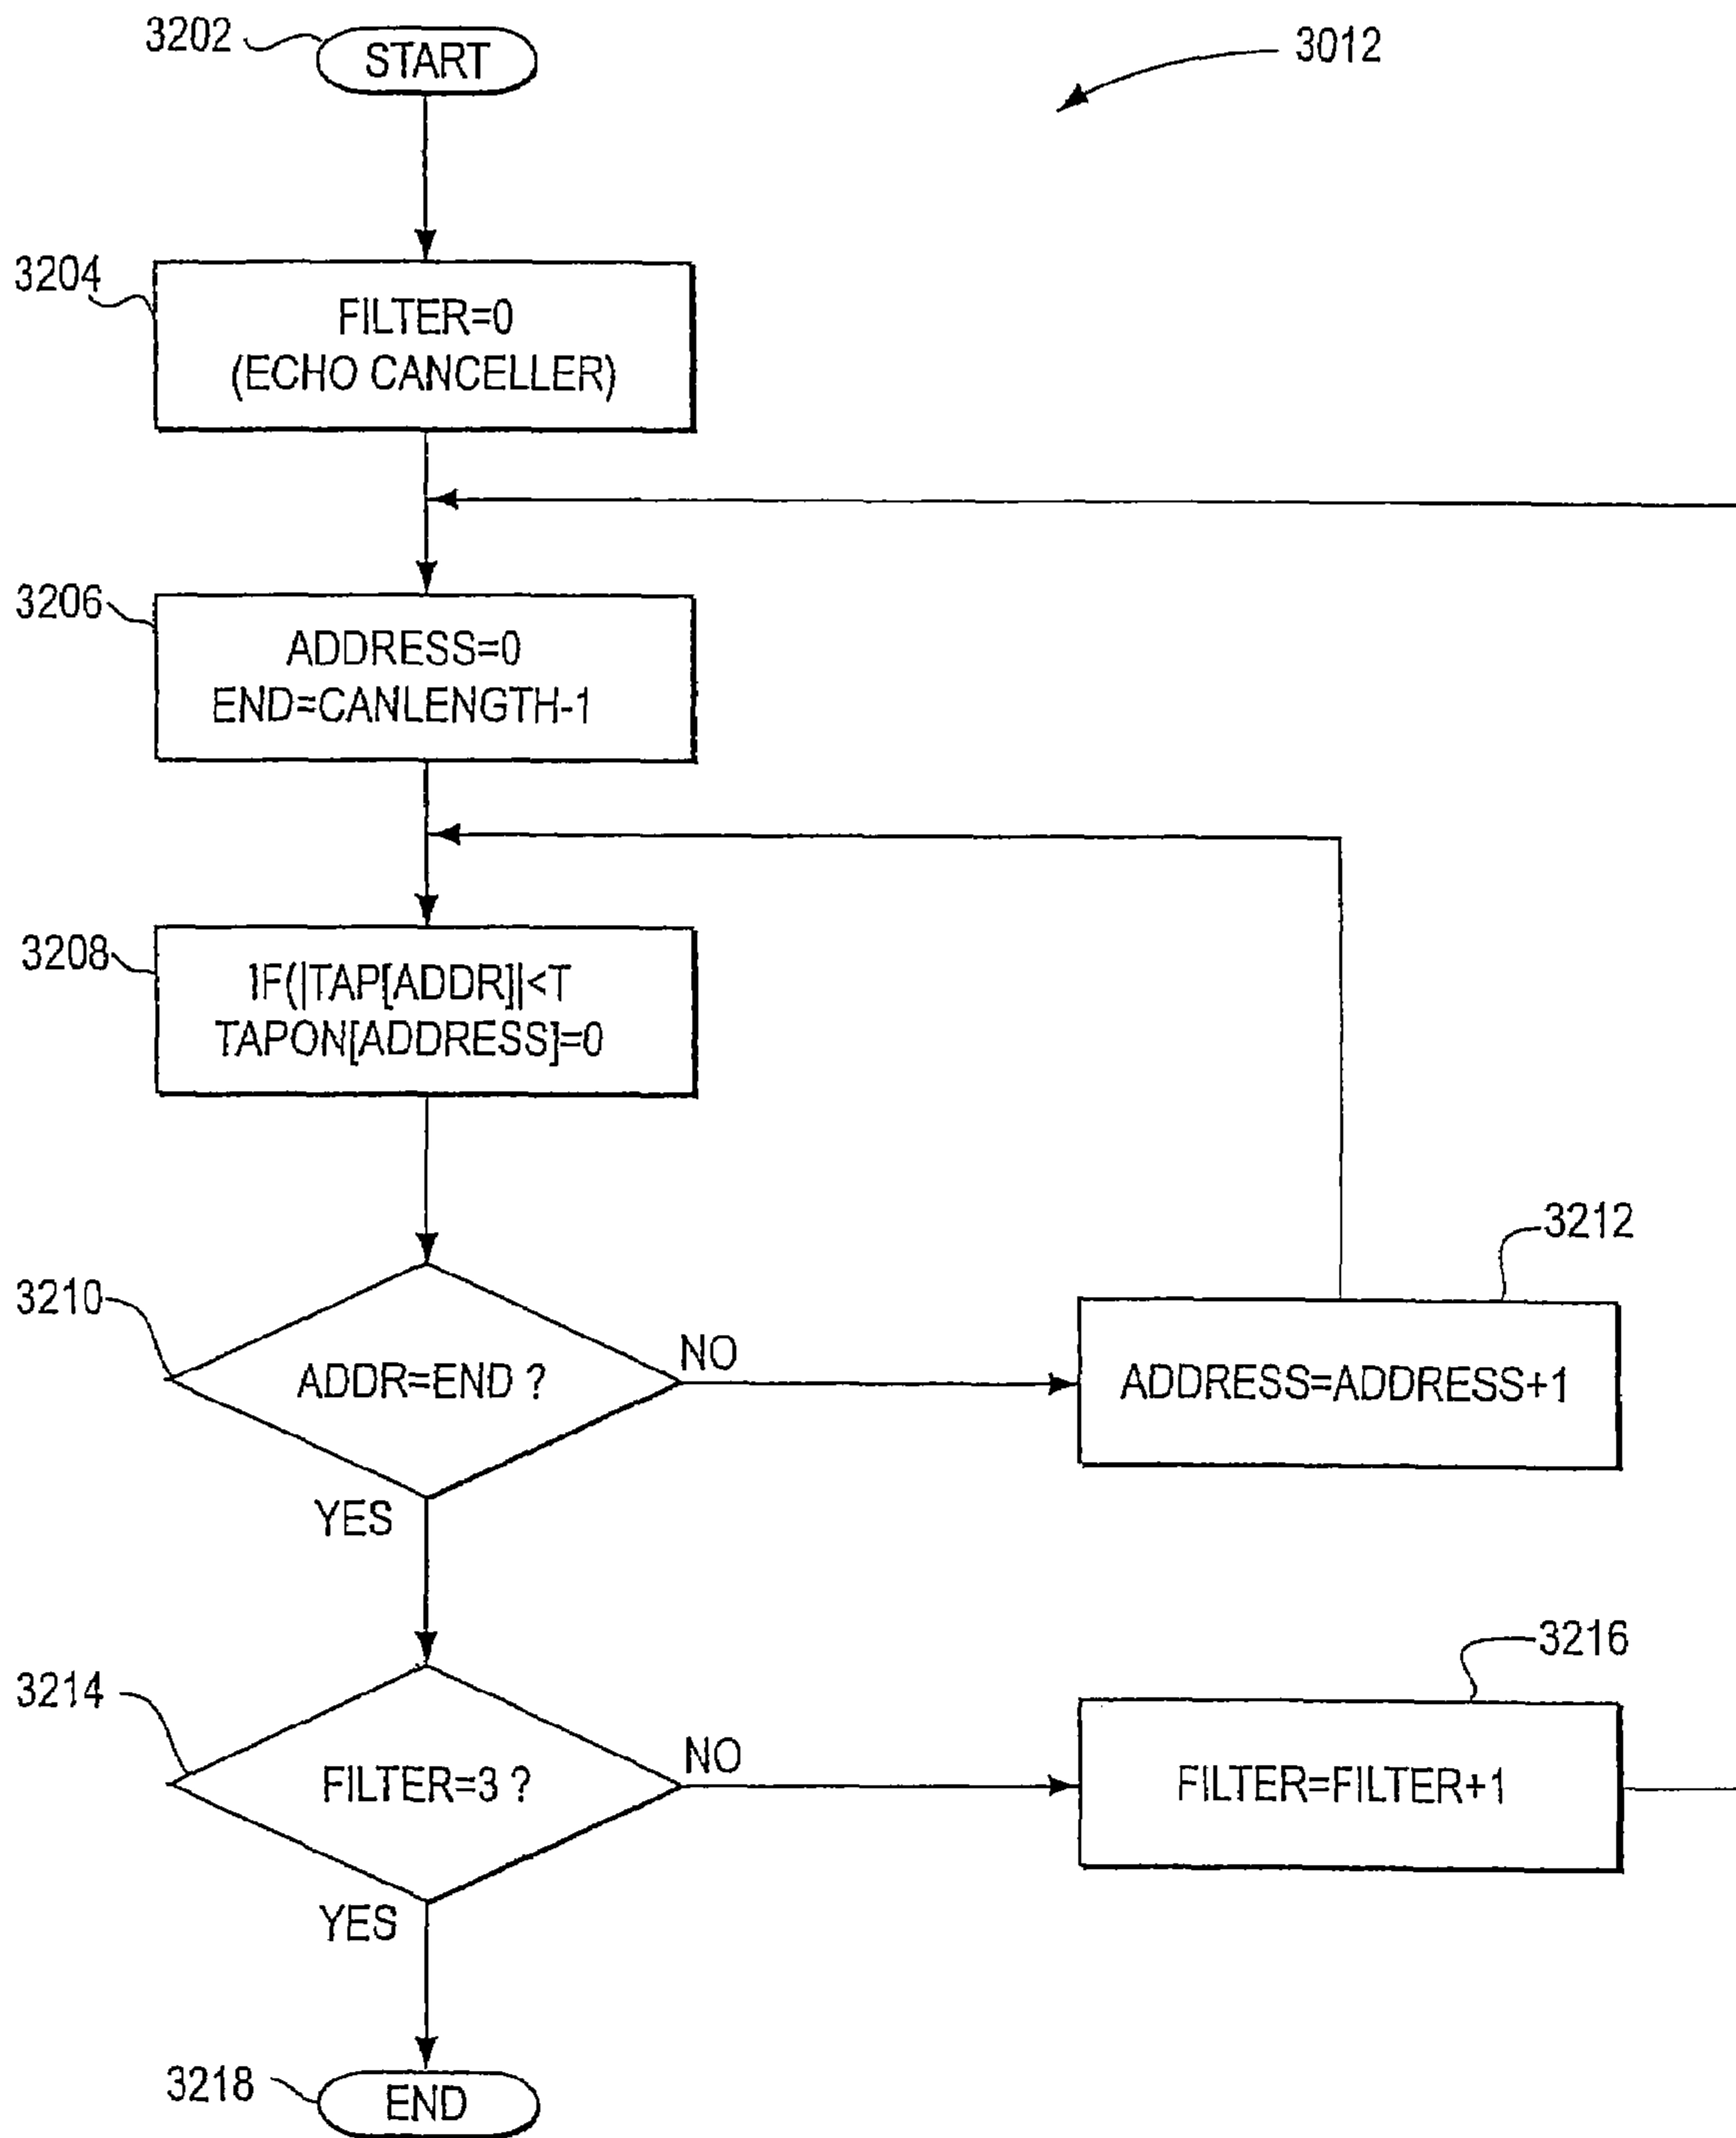 3202
START
3012
3204
FILTER=0
(ECHO CANCELLER)
3206
ADDRESS=0
END=CANLENGTH-1
3208
IF(|TAP[ADDR]|<T
TAPON[ADDRESS]=0
3210
ADDR=END ?
NO
YES
3212
ADDRESS=ADDRESS+1
3214
FILTER=3 ?
NO
YES
3216
FILTER=FILTER+1
3218
END